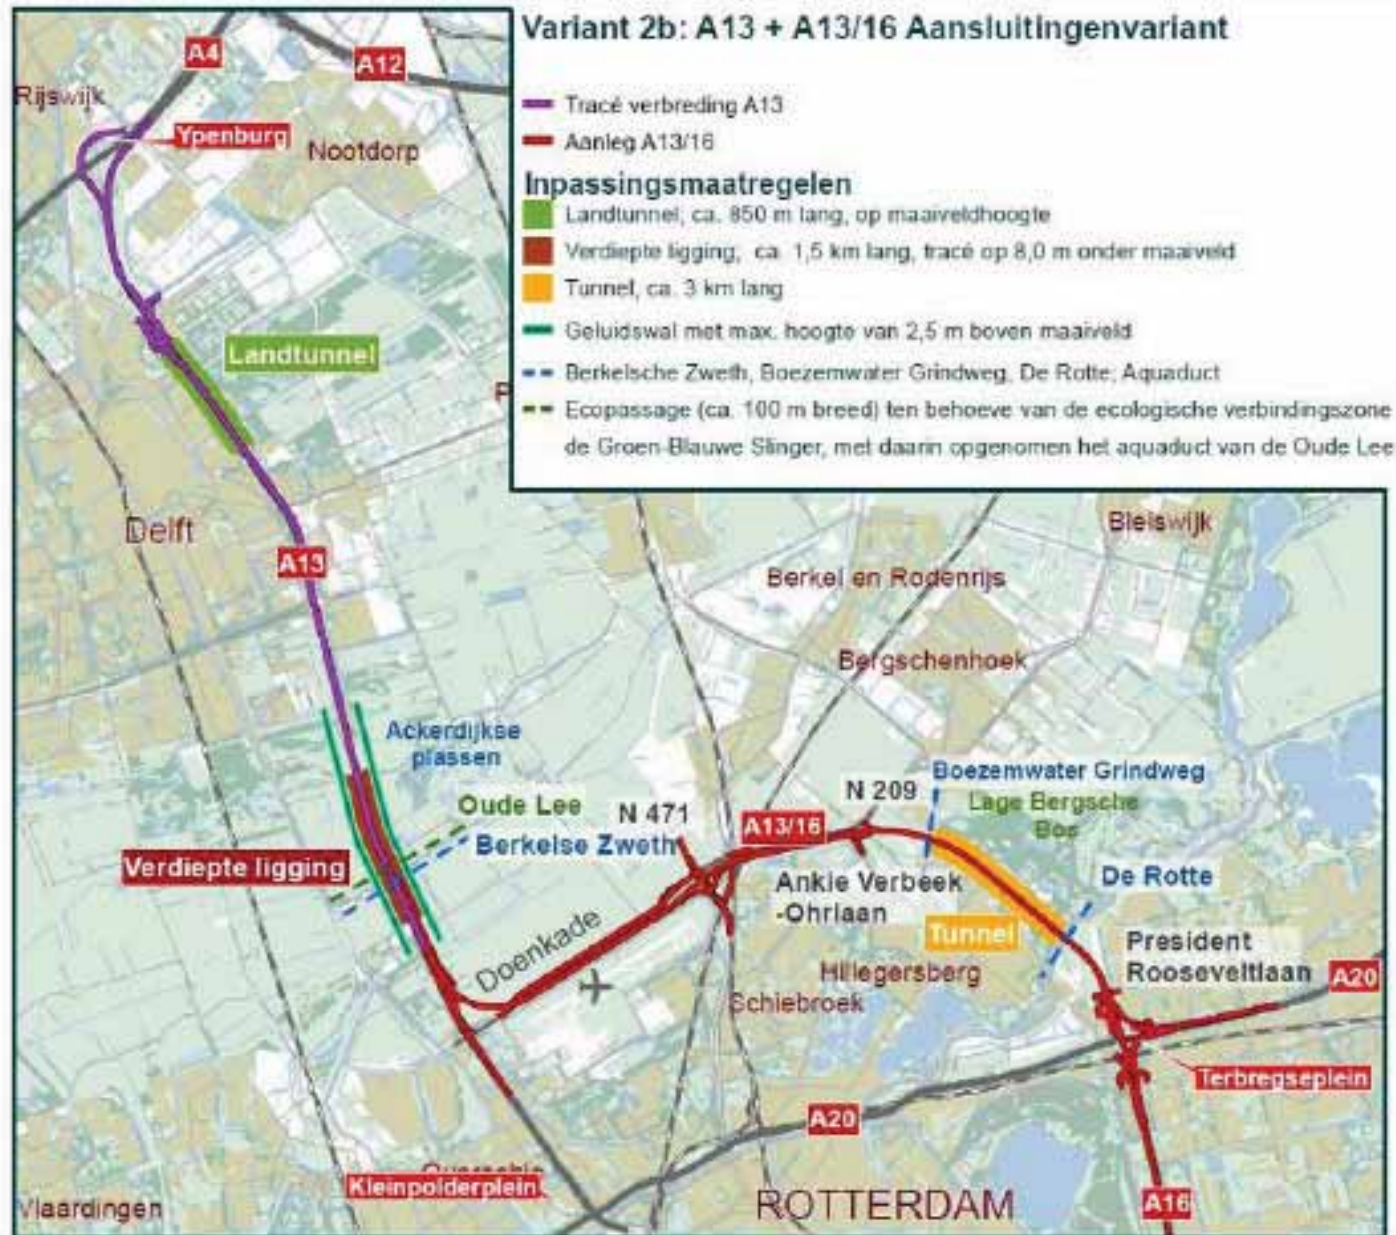 Variant 2b: A13 + A13/16 Aansluitingenvariant
Tracé verbreding A13
Aanleg A13/16
Inpassingsmaatregelen
Landtunnel, ca. 850 m lang, op maaiveldhoogte
Verdiepte ligging, ca. 1,5 km lang, tracé op 8,0 m onder maaiveld
Tunnel, ca. 3 km lang
Geluidswal met max. hoogte van 2,5 m boven maaiveld
Berkelsche Zweth, Boezemwater Grindweg, De Rotte; Aquaduct
Ecopassage (ca. 100 m breed) ten behoeve van de ecologische verbindingszone
de Groen-Blauwe Slinger, met daarin opgenomen het aquaduct van de Oude Lee
A4
A12
Rijswijk
Ypenburg
Nootdorp
Landtunnel
P
Delft
A13
Bleiswijk
Berkel en Rodenrijs
Bergschenhoek
Ackerdijkse
plassen
Boezemwater Grindweg
Lage Bergsche
Bos
Oude Lee
N 471
N 209
A13/16
Berkelse Zweth
Verdiepte ligging
Ankie Verbeek
-Ohrlaan
De Rotte
Tunnel
Doenkade
President
Rooseveltlaan
Hillegersberg
A20
Schiebroek
Terbregseplein
A20
Kleinpolderplein
ROTTERDAM
A16
Vlaardingen